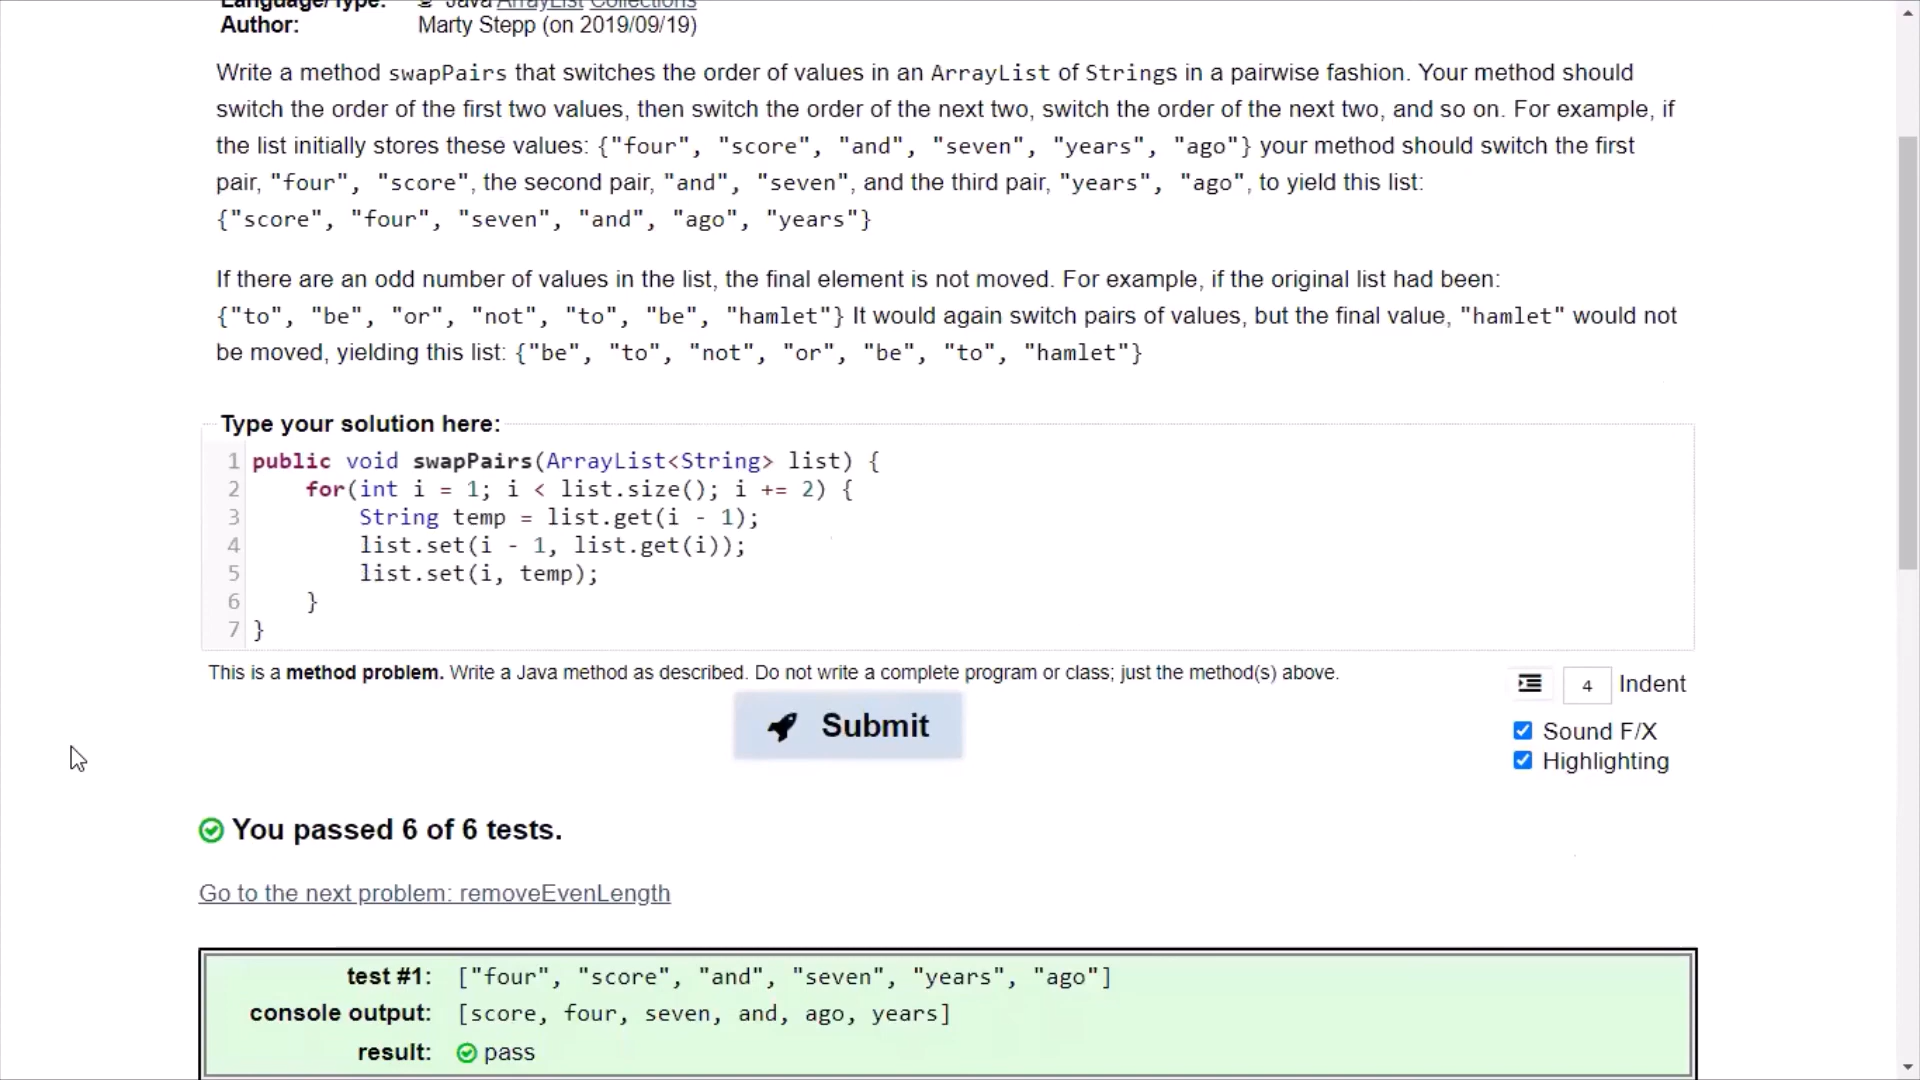 Language/Type: Java ArrayList Collections
Author: Marty Stepp (on 2019/09/19)
Write a method swapPairs that switches the order of values in an ArrayList of Strings in a pairwise fashion. Your method should
switch the order of the first two values, then switch the order of the next two, switch the order of the next two, and so on. For example, if
the list initially stores these values: {"four", "score", "and", "seven", "years", "ago"} your method should switch the first
pair, "four", "score", the second pair, "and", "seven", and the third pair, "years", "ago", to yield this list:
{"score", "four", "seven", "and", "ago", "years"}
If there are an odd number of values in the list, the final element is not moved. For example, if the original list had been:
{"to", "be", "or", "not", "to", "be", "hamlet"} It would again switch pairs of values, but the final value, "hamlet" would not
be moved, yielding this list: {"be", "to", "not", "or", "be", "to", "hamlet"}
Type your solution here:
1 public void swapPairs(ArrayList<String> list) {
2     for(int i = 1; i < list.size(); i += 2) {
3         String temp = list.get(i - 1);
4         list.set(i - 1, list.get(i));
5         list.set(i, temp);
6     }
7 }
This is a method problem. Write a Java method as described. Do not write a complete program or class; just the method(s) above.
4 Indent
Submit
Sound F/X
Highlighting
You passed 6 of 6 tests.
Go to the next problem: removeEvenLength
test #1: ["four", "score", "and", "seven", "years", "ago"]
console output: [score, four, seven, and, ago, years]
result: pass